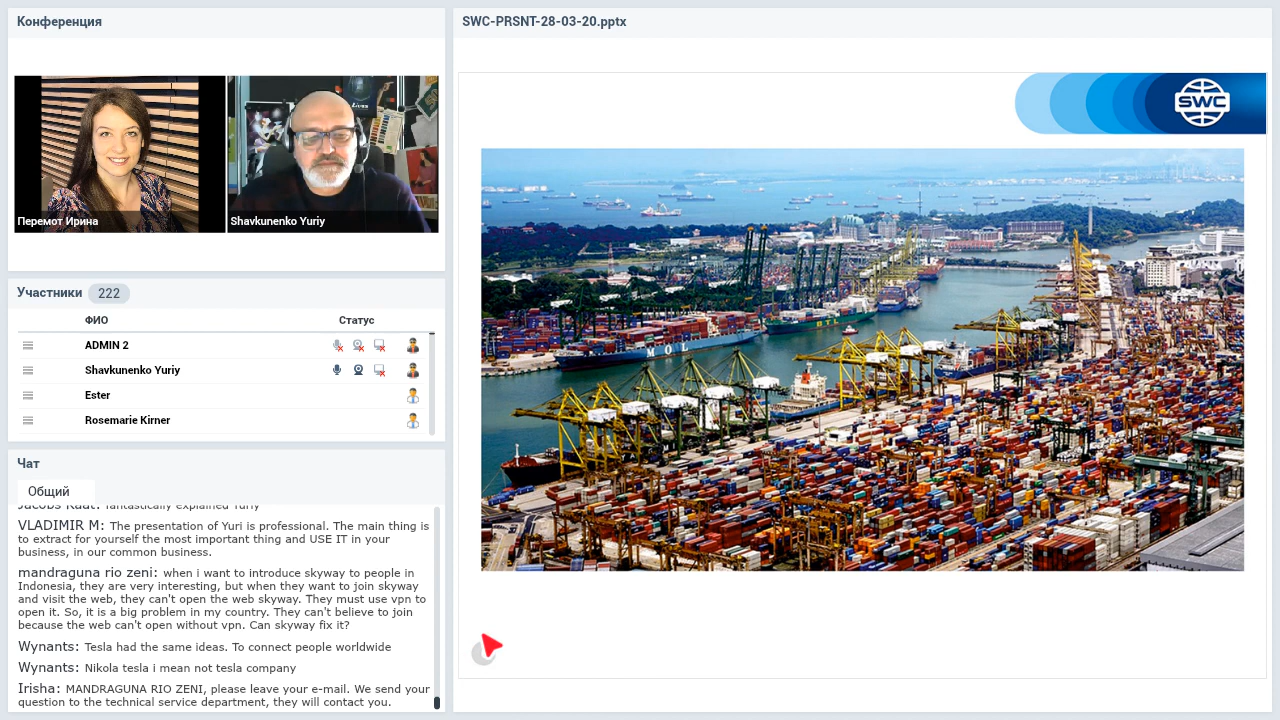 Конференция
Перемот Ирина
Shavkunenko Yuriy
Участники 222
ФИО Статус
ADMIN 2
Shavkunenko Yuriy
Ester
Rosemarie Kirner
Чат
Общий
Jacobs Raat: fantastically explained Yuriy
VLADIMIR M: The presentation of Yuri is professional. The main thing is
to extract for yourself the most important thing and USE IT in your
business, in our common business.
mandraguna rio zeni: when i want to introduce skyway to people in
Indonesia, they are very interesting, but when they want to join skyway
and visit the web, they can't open the web skyway. They must use vpn to
open it. So, it is a big problem in my country. They can't believe to join
because the web can't open without vpn. Can skyway fix it?
Wynants: Tesla had the same ideas. To connect people worldwide
Wynants: Nikola tesla i mean not tesla company
Irisha: MANDRAGUNA RIO ZENI, please leave your e-mail. We send your
question to the technical service department, they will contact you.
SWC-PRSNT-28-03-20.pptx
SWC
MOL